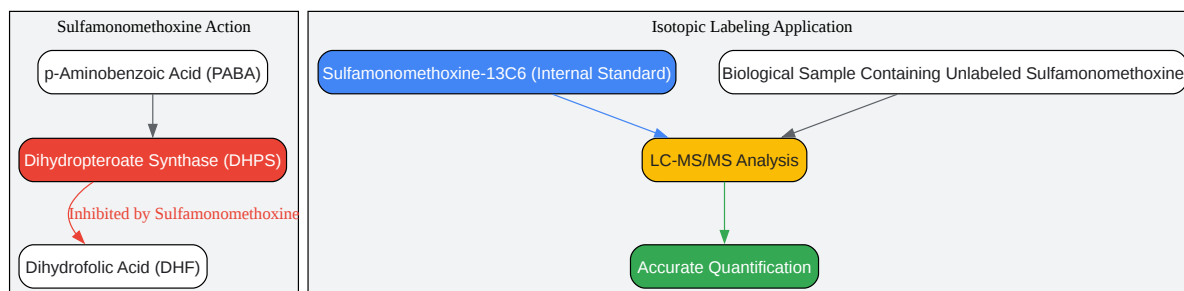 Sulfamonomethoxine Action
p-Aminobenzoic Acid (PABA)
Dihydropteroate Synthase (DHPS)
Inhibited by Sulfamonomethoxine
Dihydrofolic Acid (DHF)
Isotopic Labeling Application
Sulfamonomethoxine-13C6 (Internal Standard)
Biological Sample Containing Unlabeled Sulfamonomethoxine
LC-MS/MS Analysis
Accurate Quantification